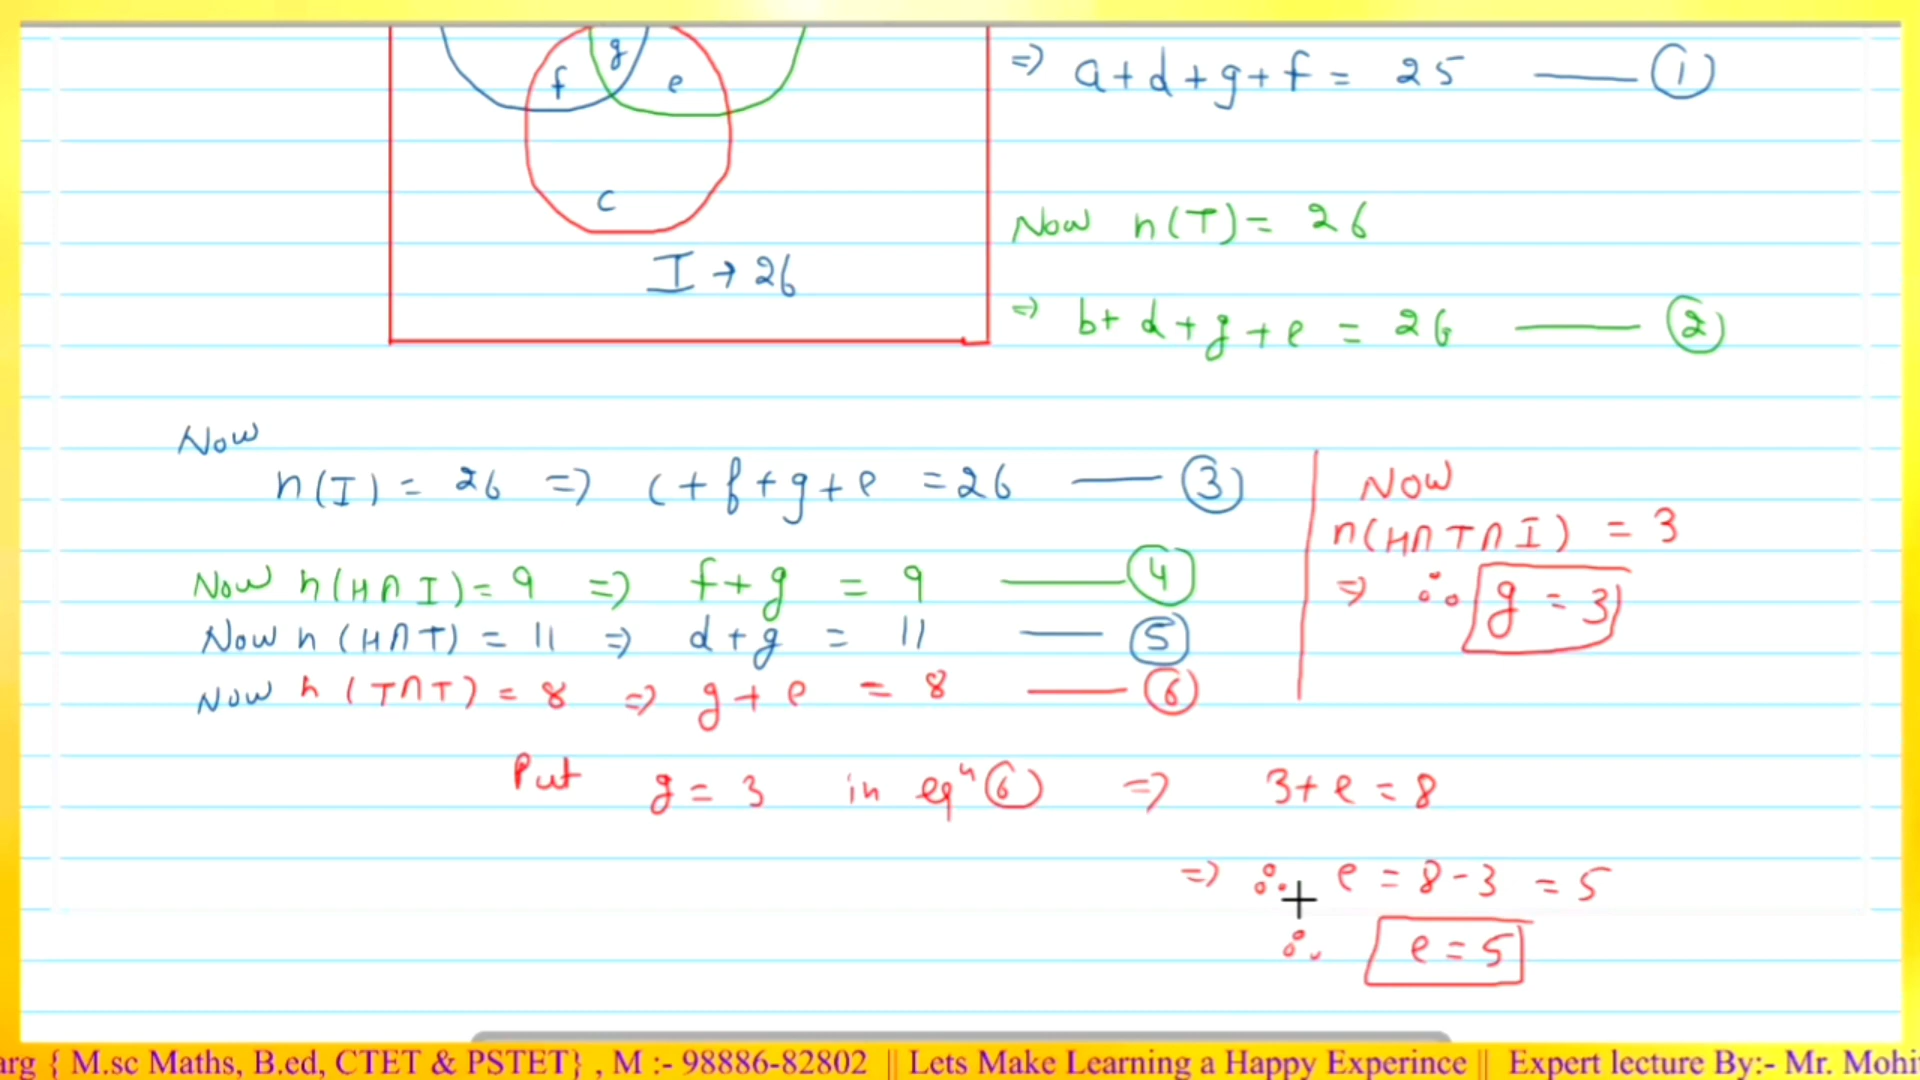 g
f
e
c
I → 26
⇒ a+d+g+f = 25 —— ①
Now n(T) = 26
⇒ b+d+g+e = 26 —— ②
Now
n(I) = 26 ⇒ c+f+g+e = 26 —— ③
Now n(H∩I) = 9 ⇒ f+g = 9 —— ④
Now n(H∩T) = 11 ⇒ d+g = 11 —— ⑤
Now n(T∩T) = 8 ⇒ g+e = 8 —— ⑥
Now
n(H∩T∩I) = 3
⇒ ∴ g = 3
Put g = 3 in eqⁿ ⑥ ⇒ 3+e = 8
⇒ ∴ e = 8-3 = 5
∴ e = 5
arg { M.sc Maths, B.ed, CTET & PSTET} , M :- 98886-82802 || Lets Make Learning a Happy Experince || Expert lecture By:- Mr. Mohi